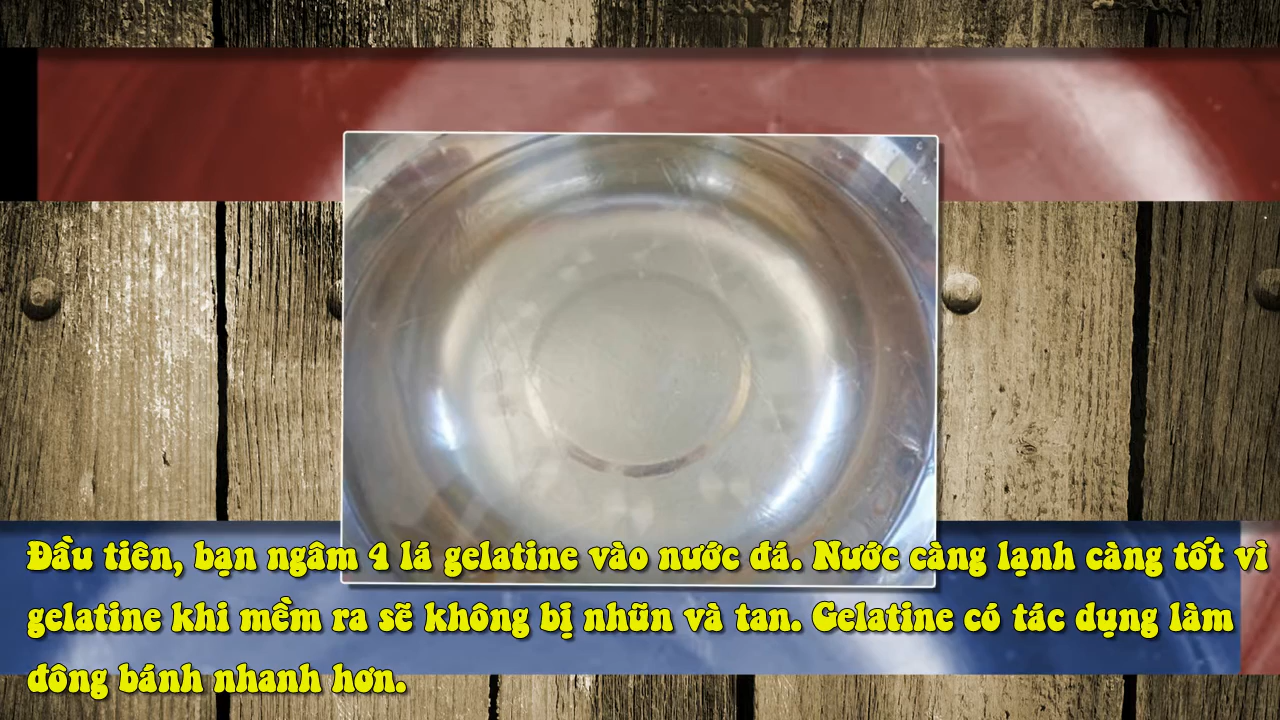 Đầu tiên, bạn ngâm 4 lá gelatine vào nước đá. Nước càng lạnh càng tốt vì
gelatine khi mềm ra sẽ không bị nhũn và tan. Gelatine có tác dụng làm
đông bánh nhanh hơn.